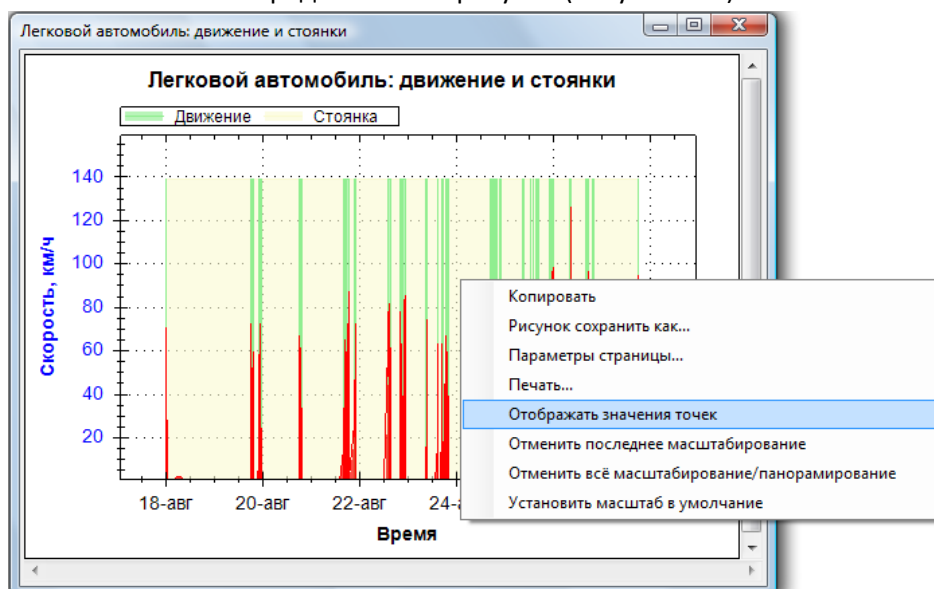 Легковой автомобиль: движение и стоянки
Легковой автомобиль: движение и стоянки
Движение Стоянка
Скорость, км/ч
140
120
100
80
60
40
20
18-авг 20-авг 22-авг 24-
Время
Копировать
Рисунок сохранить как...
Параметры страницы...
Печать...
Отображать значения точек
Отменить последнее масштабирование
Отменить всё масштабирование/панорамирование
Установить масштаб в умолчание